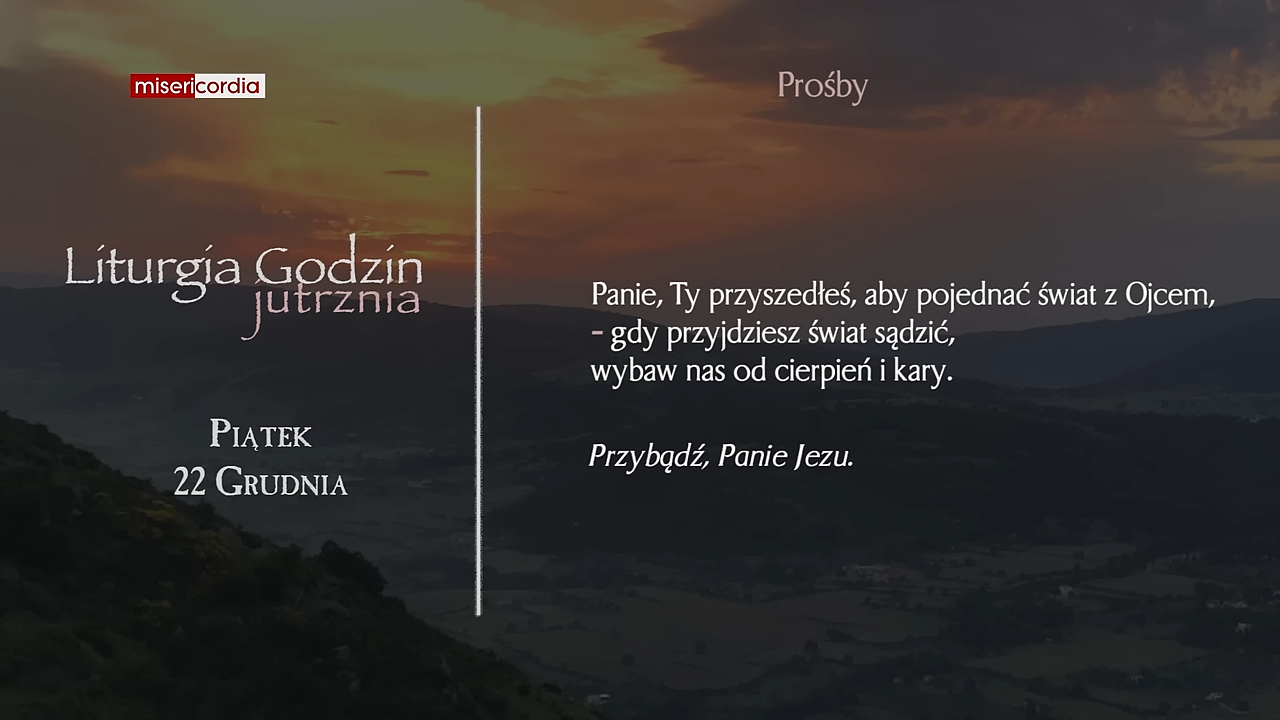 misericordia
Prośby
Liturgia Godzin
jutrznia
Piątek
22 Grudnia
Panie, Ty przyszedłeś, aby pojednać świat z Ojcem,
- gdy przyjdziesz świat sądzić,
wybaw nas od cierpień i kary.
Przybądź, Panie Jezu.